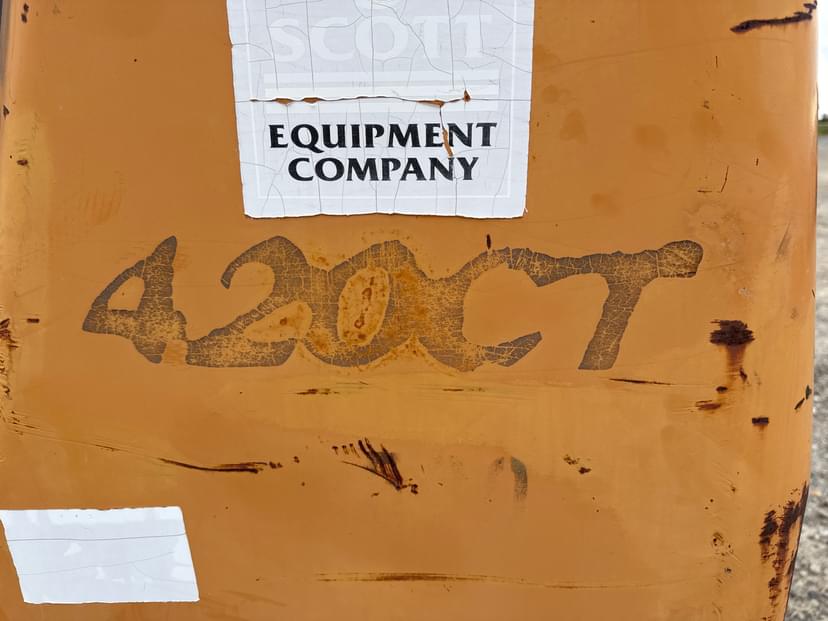 SCOTT
EQUIPMENT
COMPANY
420CT